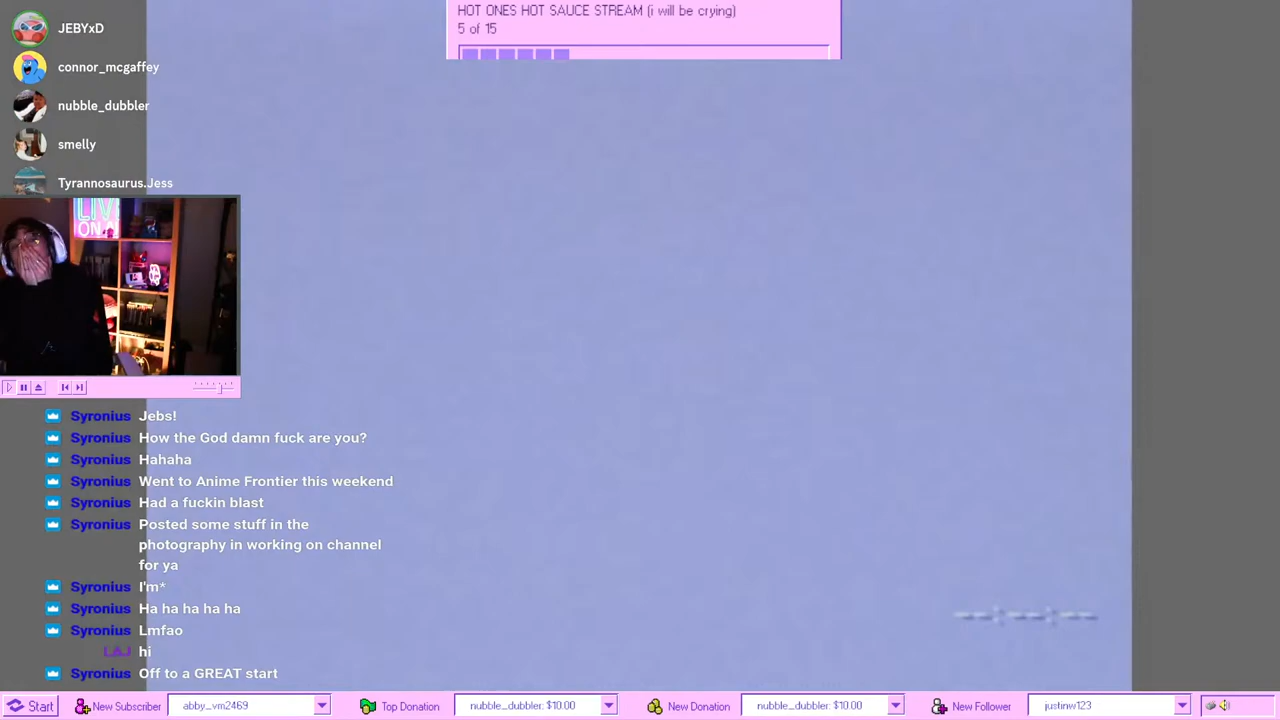 HOT ONES HOT SAUCE STREAM (i will be crying)
5 of 15
JEBYxD
connor_mcgaffey
nubble_dubbler
smelly
Tyrannosaurus.Jess
LIV
ON A
Syronius Jebs!
Syronius How the God damn fuck are you?
Syronius Hahaha
Syronius Went to Anime Frontier this weekend
Syronius Had a fuckin blast
Syronius Posted some stuff in the
photography in working on channel
for ya
Syronius I'm*
Syronius Ha ha ha ha ha
Syronius Lmfao
hi
Syronius Off to a GREAT start
Start New Subscriber abby_vm2469 Top Donation nubble_dubbler: $10.00 New Donation nubble_dubbler: $10.00 New Follower justinw123